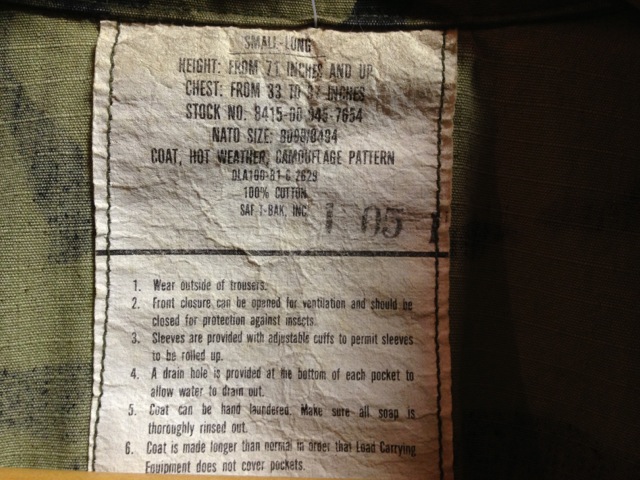 SMALL-LONG
HEIGHT: FROM 71 INCHES AND UP
CHEST: FROM 33 TO 37 INCHES
STOCK NO: 8415-00-945-7654
NATO SIZE:
COAT, HOT WEATHER, CAMOUFLAGE PATTERN
DLA100-81-C 2629
100% COTTON
SAF T-BAK, INC
1 05
1. Wear outside of trousers.
2. Front closure can be opened for ventilation and should be
closed for protection against insects.
3. Sleeves are provided with adjustable cuffs to permit sleeves
to be rolled up.
4. A drain hole is provided at the bottom of each pocket to
allow water to drain out.
5. Coat can be hand laundered. Make sure all soap is
thoroughly rinsed out.
6. Coat is made longer than normal in order that Load Carrying
Equipment does not cover pockets.